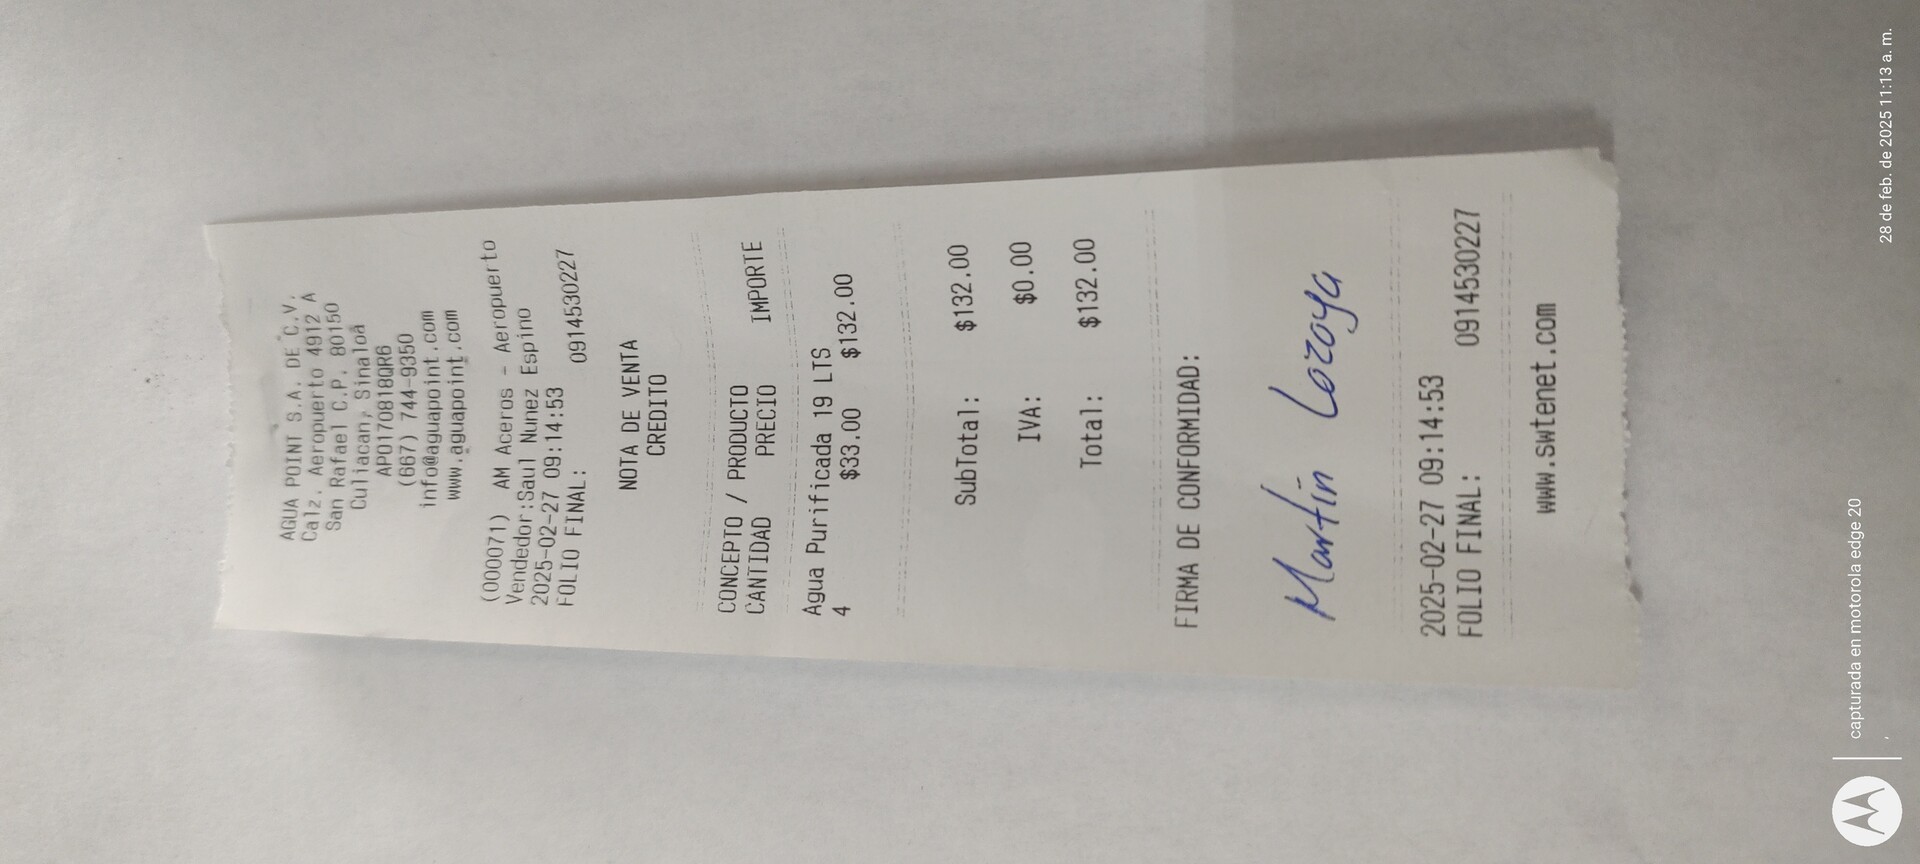 AGUA POINT S.A. DE C.V.
Calz. Aeropuerto 4912 A
San Rafael C.P. 80150
Culiacan, Sinaloa
APO170818QR6
(667) 744-9350
info@aguapoint.com
www.aguapoint.com
(000071) AM Aceros - Aeropuerto
Vendedor:Saul Nunez Espino
2025-02-27 09:14:53
FOLIO FINAL: 0914530227
NOTA DE VENTA
CREDITO
CONCEPTO / PRODUCTO
CANTIDAD PRECIO IMPORTE
Agua Purificada 19 LTS
4 $33.00 $132.00
SubTotal: $132.00
IVA: $0.00
Total: $132.00
FIRMA DE CONFORMIDAD:
Martín Lozoya
2025-02-27 09:14:53
FOLIO FINAL: 0914530227
www.swtenet.com
capturada en motorola edge 20
,
28 de feb. de 2025 11:13 a. m.